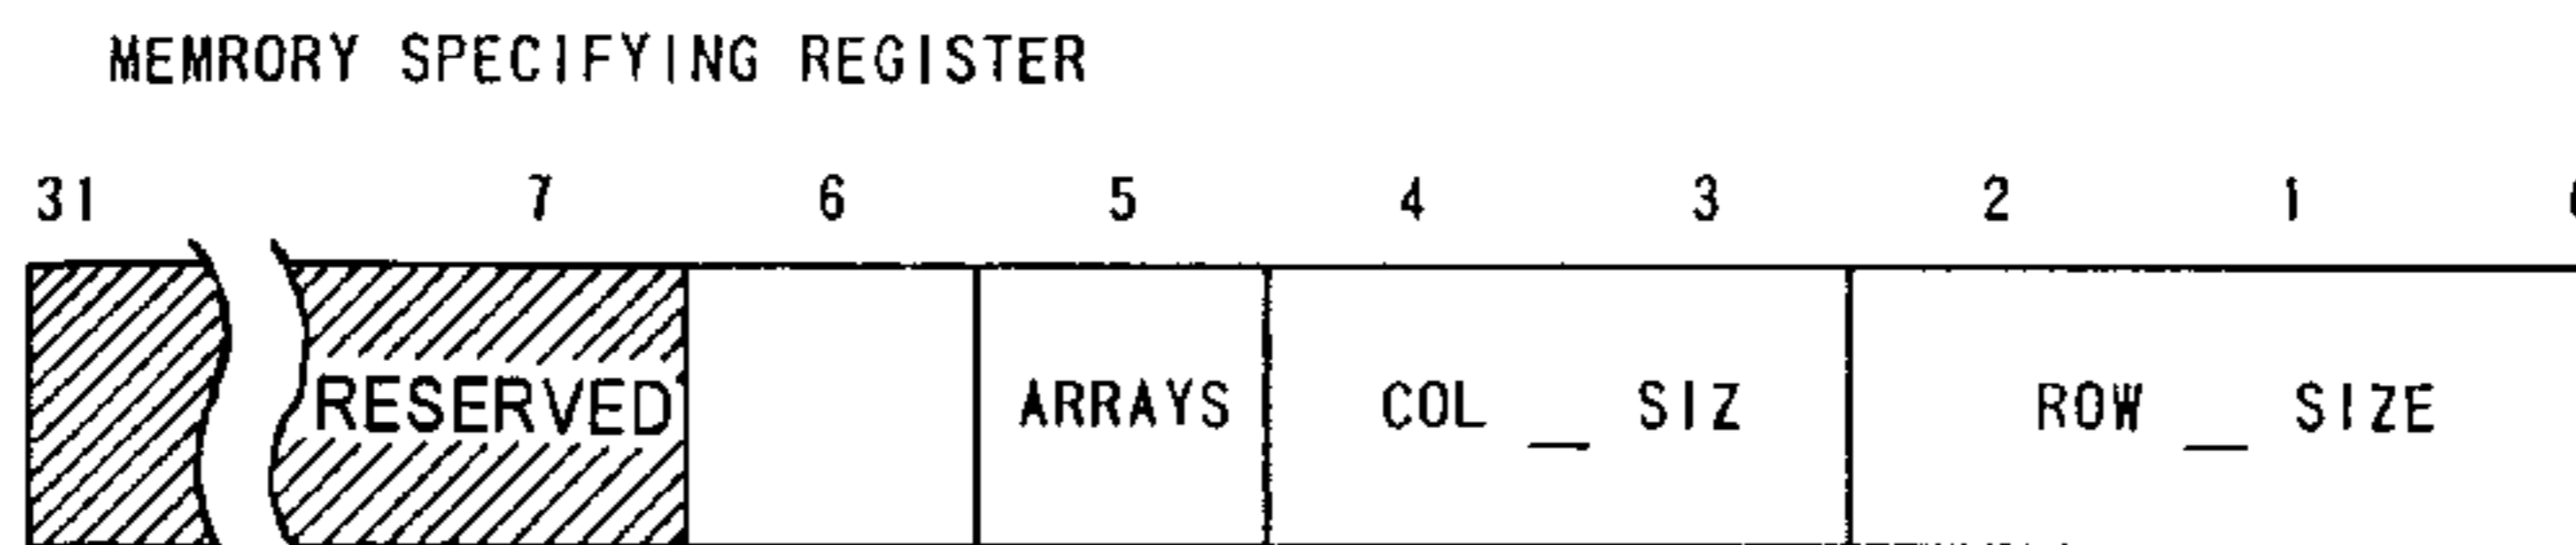 MEMRORY SPECIFYING REGISTER
31 7 6 5 4 3 2 1
RESERVED ARRAYS COL _ SIZ ROW _ SIZE